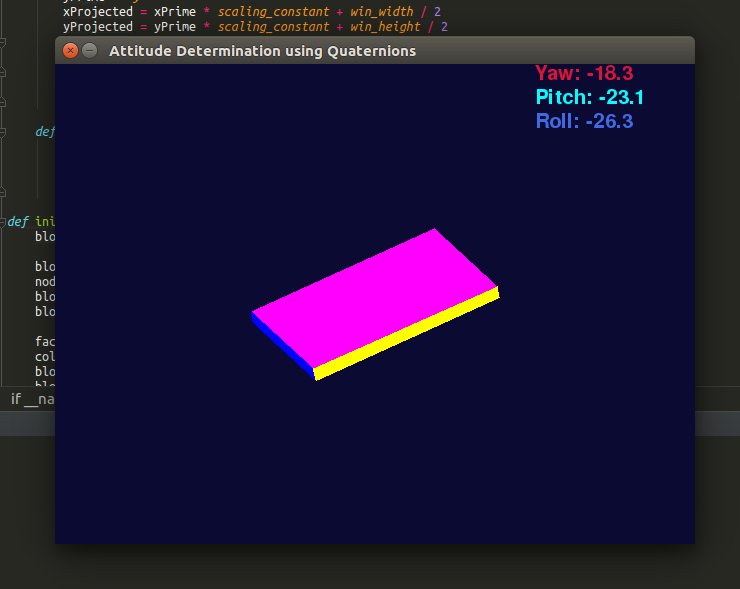 xProjected = xPrime * scaling_constant + win_width / 2
yProjected = yPrime * scaling_constant + win_height / 2
Attitude Determination using Quaternions
Yaw: -18.3
Pitch: -23.1
Roll: -26.3
def
def ini
blo
blo
nod
blo
blo
fac
col
blo
if __na